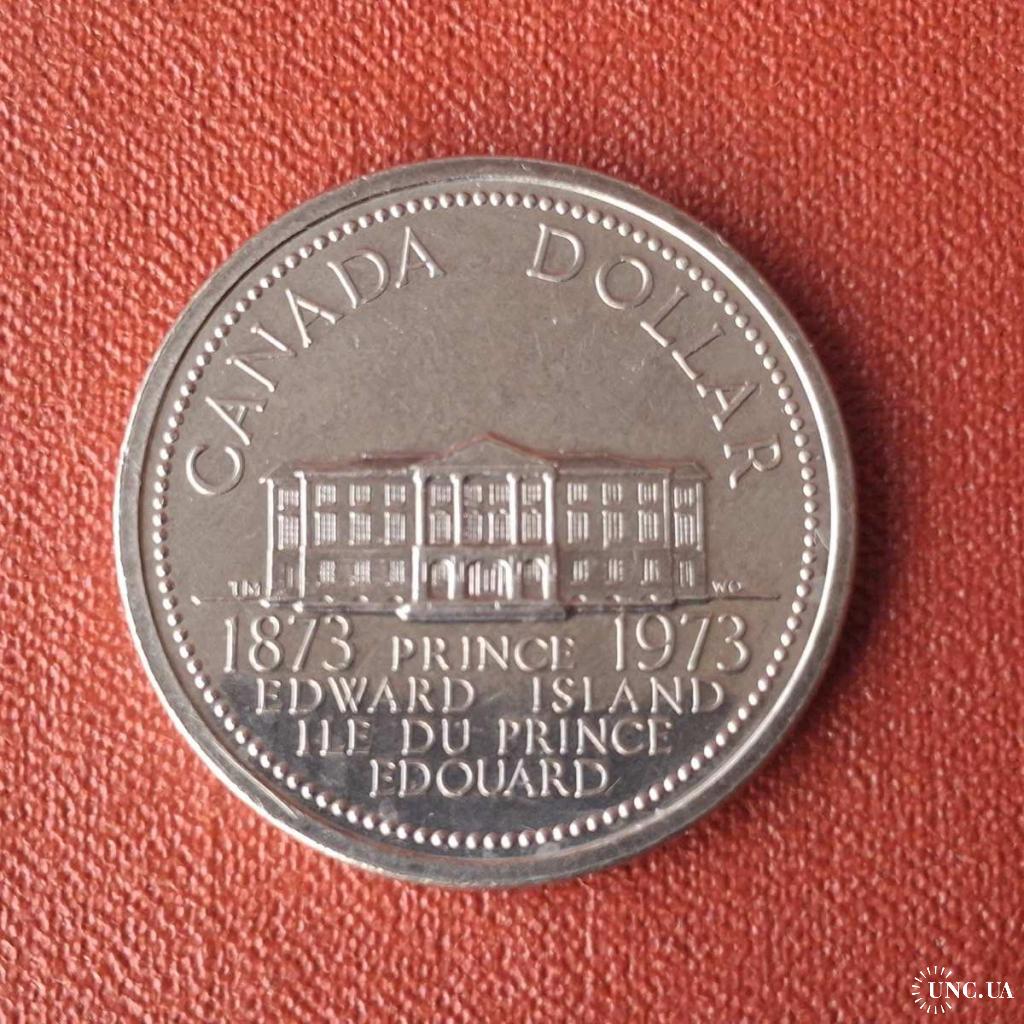 CANADA DOLLAR
TM WO
1873 PRINCE 1973
EDWARD ISLAND
ILE DU PRINCE
EDOUARD
UNC.UA